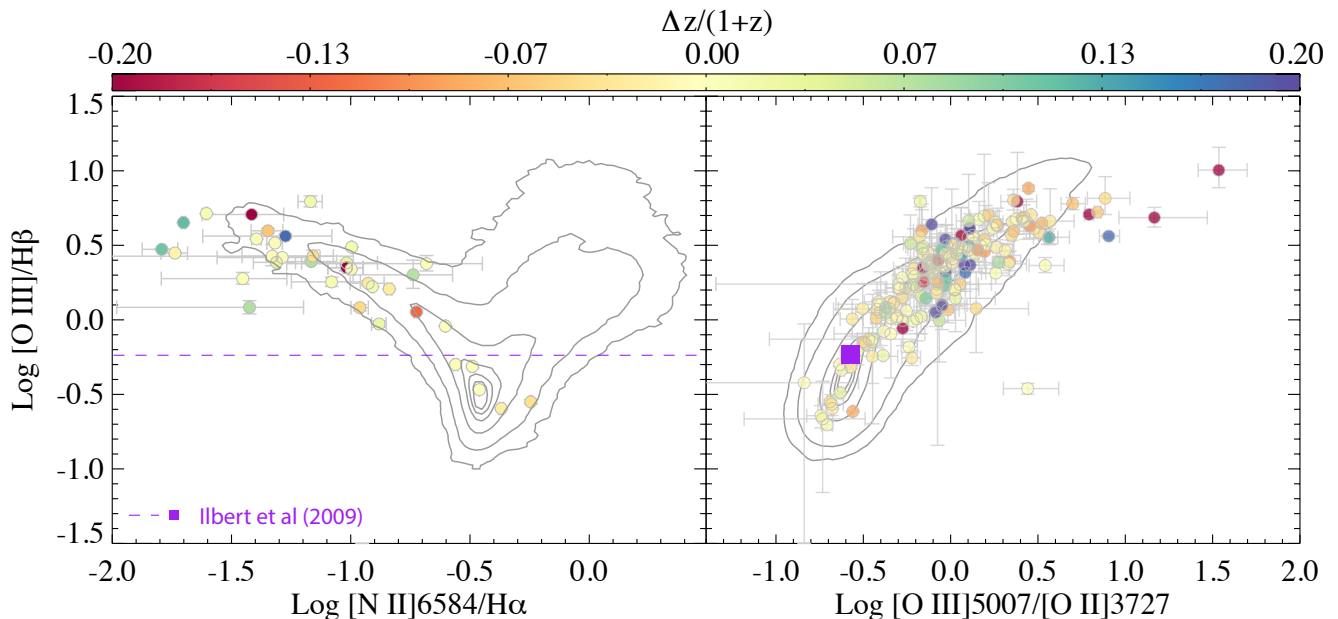 Δz/(1+z)
-0.20 -0.13 -0.07 0.00 0.07 0.13 0.20
1.5
1.0
0.5
0.0
-0.5
-1.0
-1.5
Log [O III]/Hβ
Ilbert et al (2009)
-2.0 -1.5 -1.0 -0.5 0.0 -1.0 -0.5 0.0 0.5 1.0 1.5 2.0
Log [N II]6584/Hα Log [O III]5007/[O II]3727